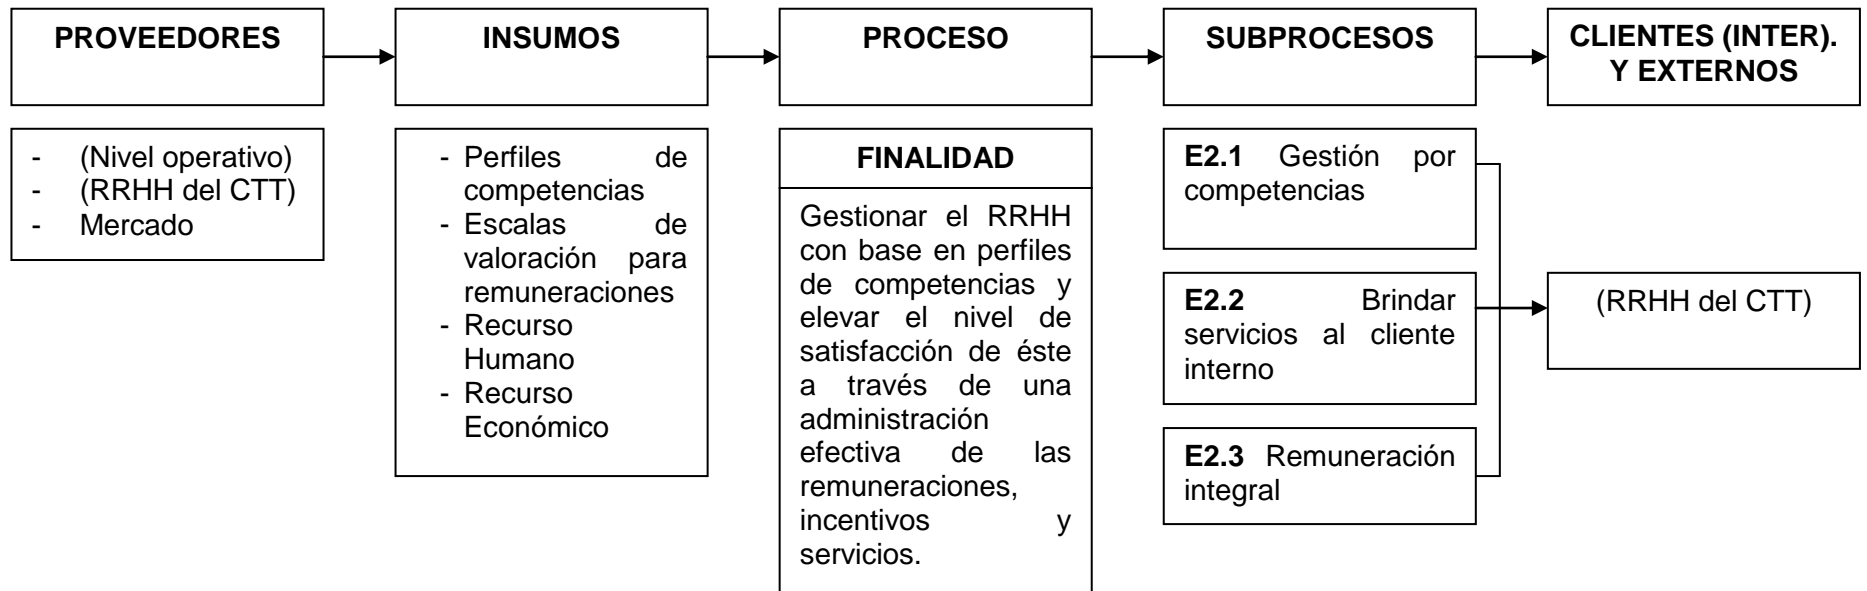 PROVEEDORES
INSUMOS
PROCESO
SUBPROCESOS
CLIENTES (INTER).
Y EXTERNOS
- (Nivel operativo)
- (RRHH del CTT)
- Mercado
- Perfiles de
competencias
- Escalas de
valoración para
remuneraciones
- Recurso
Humano
- Recurso
Económico
FINALIDAD
Gestionar el RRHH
con base en perfiles
de competencias y
elevar el nivel de
satisfacción de éste
a través de una
administración
efectiva de las
remuneraciones,
incentivos y
servicios.
E2.1 Gestión por
competencias
E2.2 Brindar
servicios al cliente
interno
E2.3 Remuneración
integral
(RRHH del CTT)